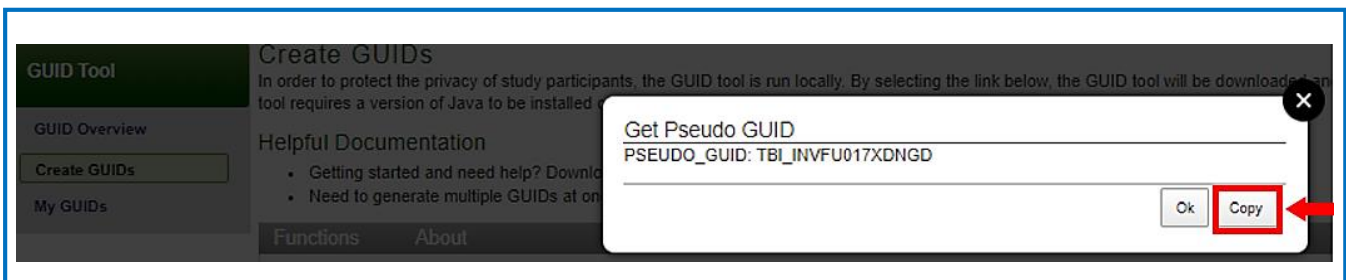 GUID Tool
GUID Overview
Create GUIDs
My GUIDs
Create GUIDs
In order to protect the privacy of study participants, the GUID tool is run locally. By selecting the link below, the GUID tool will be downloaded an
tool requires a version of Java to be installed
Helpful Documentation
• Getting started and need help? Downlo
• Need to generate multiple GUIDs at on
Functions About
Get Pseudo GUID
PSEUDO_GUID: TBI_INVFU017XDNGD
Ok Copy